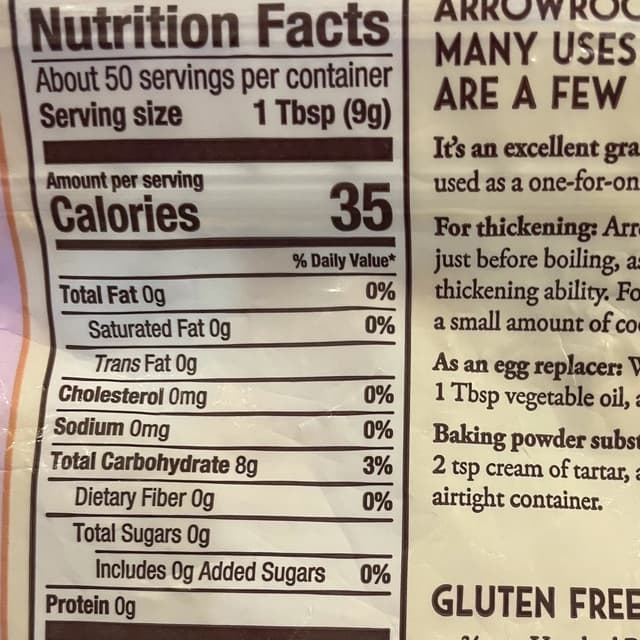 Nutrition Facts
About 50 servings per container
Serving size 1 Tbsp (9g)
Amount per serving
Calories 35
% Daily Value*
Total Fat 0g 0%
Saturated Fat 0g 0%
Trans Fat 0g
Cholesterol 0mg 0%
Sodium 0mg 0%
Total Carbohydrate 8g 3%
Dietary Fiber 0g 0%
Total Sugars 0g
Includes 0g Added Sugars 0%
Protein 0g
MANY USES
ARE A FEW
It's an excellent
used as a one-for-on
For thickening:
just before boiling,
thickening ability.
a small amount of
As an egg replacer:
1 Tbsp vegetable oil,
Baking powder
2 tsp cream of tartar,
airtight container.
GLUTEN FREE